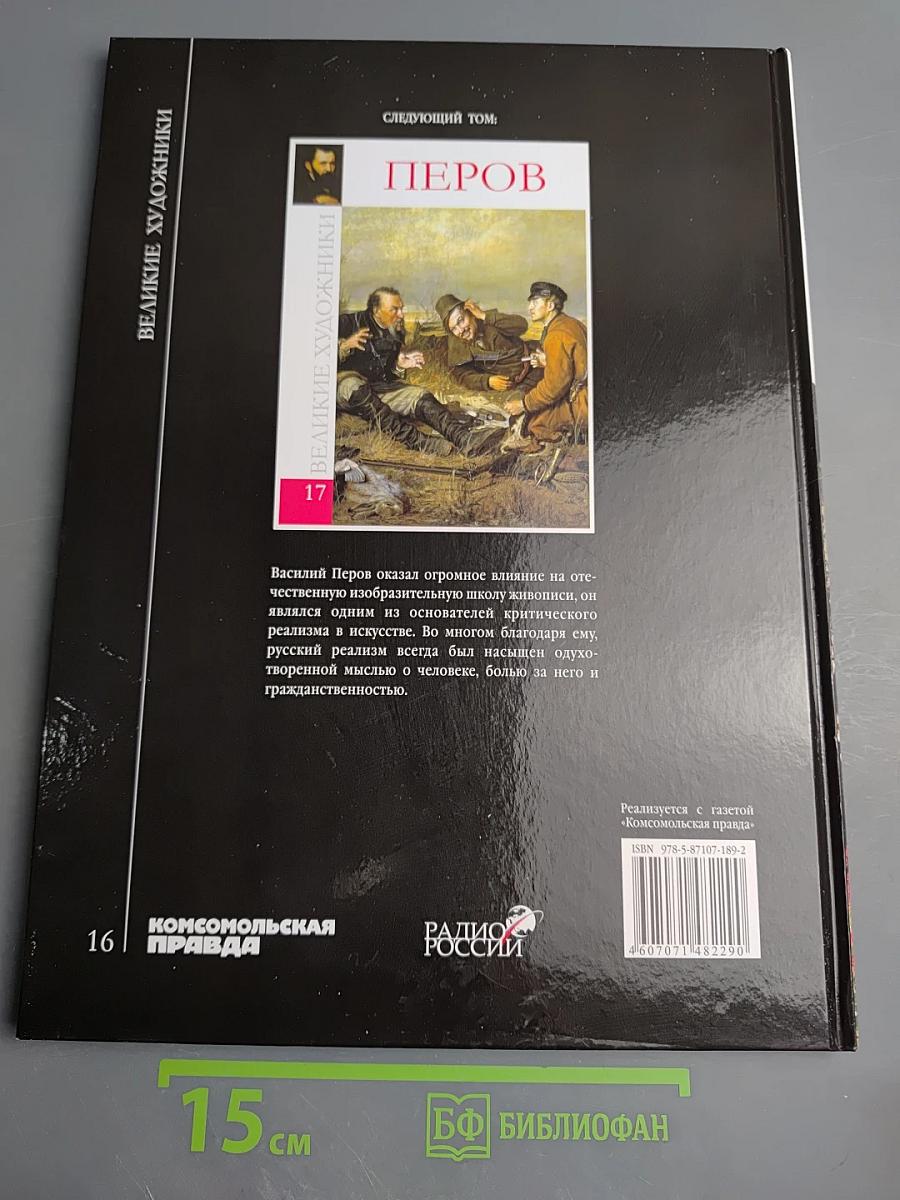 ВЕЛИКИЕ ХУДОЖНИКИ
СЛЕДУЮЩИЙ ТОМ:
ПЕРОВ
ВЕЛИКИЕ ХУДОЖНИКИ
17
Василий Перов оказал огромное влияние на оте-
чественную изобразительную школу живописи, он
являлся одним из основателей критического
реализма в искусстве. Во многом благодаря ему,
русский реализм всегда был насыщен одухо-
творенной мыслью о человеке, болью за него и
гражданственностью.
Реализуется с газетой
«Комсомольская правда»
ISBN 978-5-87107-189-2
4 607071 482290
16
КОМСОМОЛЬСКАЯ
ПРАВДА
РАДИО
РОССИИ
15 см
БФ БИБЛИОФАН